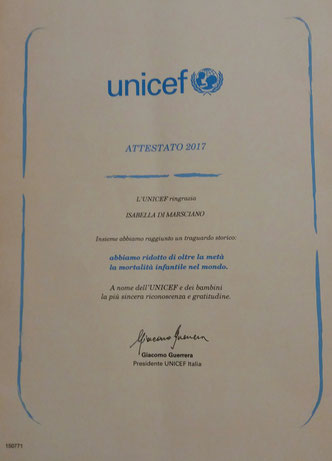 unicef
ATTESTATO 2017
L'UNICEF ringrazia
ISABELLA DI MARSCIANO
Insieme abbiamo raggiunto un traguardo storico:
abbiamo ridotto di oltre la metà
la mortalità infantile nel mondo.
A nome dell'UNICEF e dei bambini
la più sincera riconoscenza e gratitudine.
Giacomo Guerrera
Giacomo Guerrera
Presidente UNICEF Italia
150771